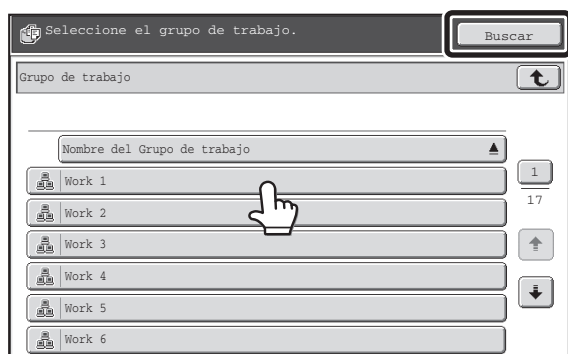 Seleccione el grupo de trabajo.
Buscar
Grupo de trabajo
Nombre del Grupo de trabajo
Work 1
1
17
Work 2
Work 3
Work 4
Work 5
Work 6